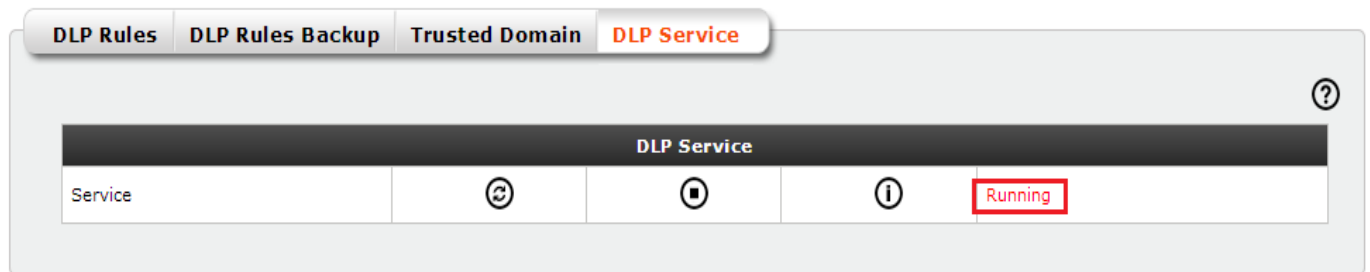 DLP Rules DLP Rules Backup Trusted Domain DLP Service
?
DLP Service
Service i Running